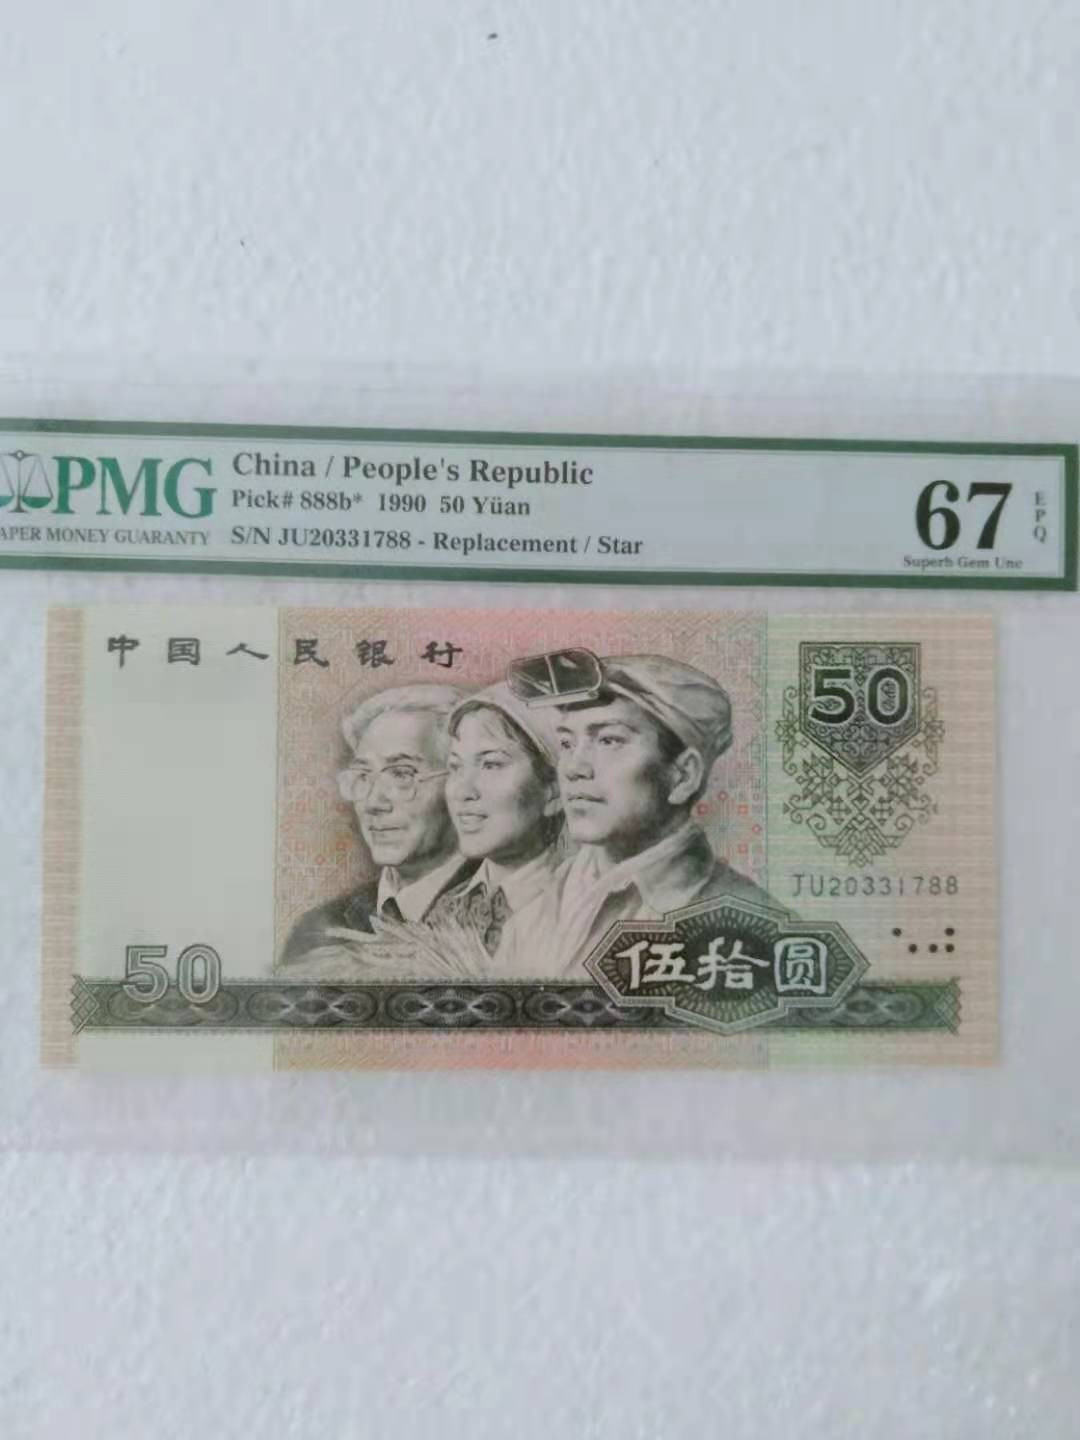 PMG
China / People's Republic
Pick# 888b* 1990 50 Yüan
APER MONEY GUARANTY
S/N JU20331788 - Replacement / Star
67
EPQ
Superb Gem Unc
中国人民银行
50
JU20331788
50
伍拾圆